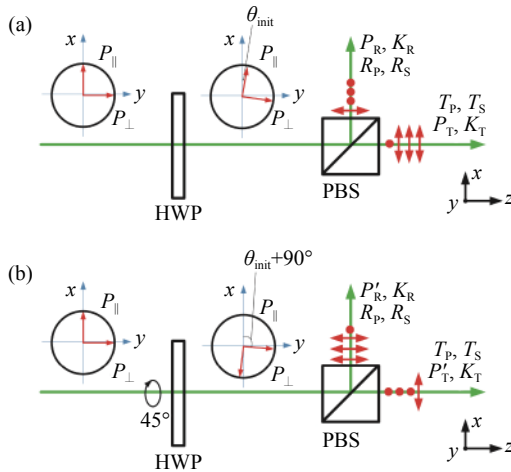 (a)
θinit
x
P∥
y
P⊥
x
P∥
y
P⊥
PR, KR
RP, RS
TP, TS
PT, KT
HWP
PBS
x
y
z
(b)
θinit+90°
x
P∥
y
P⊥
x
P∥
y
P⊥
P′R, KR
RP, RS
TP, TS
P′T, KT
45°
HWP
PBS
x
y
z